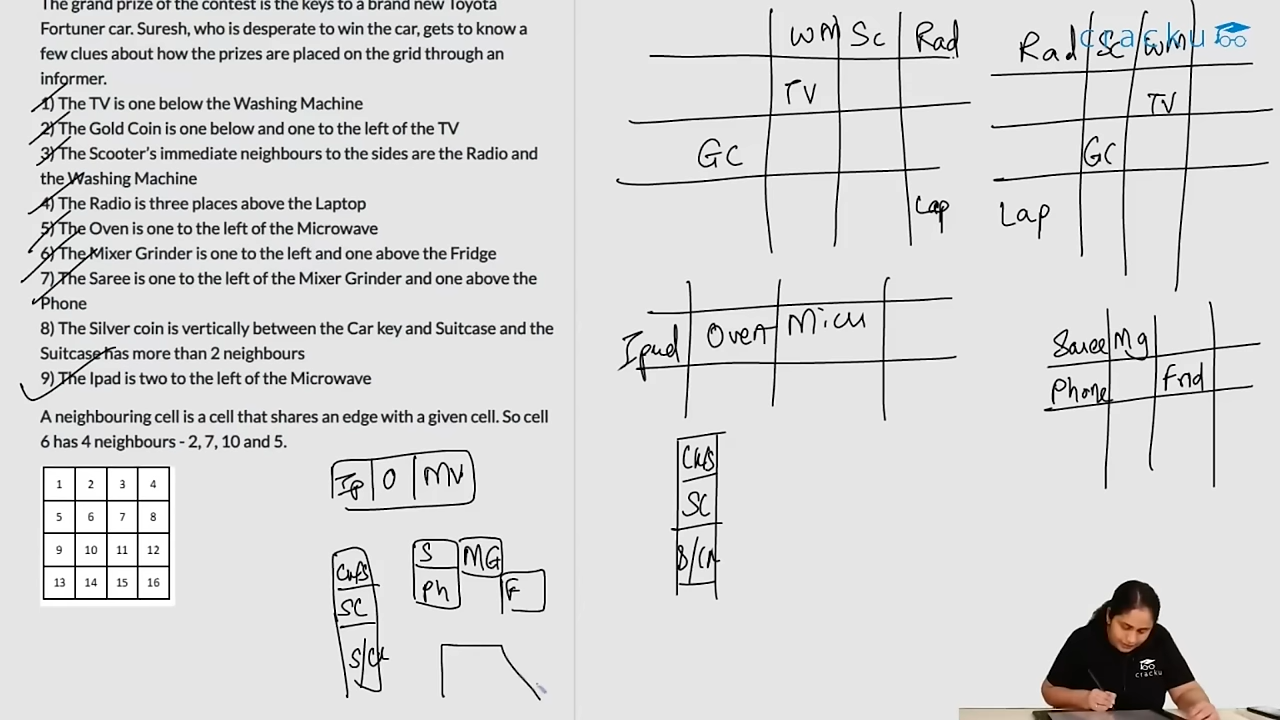 The grand prize of the contest is the keys to a brand new Toyota
Fortuner car. Suresh, who is desperate to win the car, gets to know a
few clues about how the prizes are placed on the grid through an
informer.
1) The TV is one below the Washing Machine
2) The Gold Coin is one below and one to the left of the TV
3) The Scooter's immediate neighbours to the sides are the Radio and
the Washing Machine
4) The Radio is three places above the Laptop
5) The Oven is one to the left of the Microwave
6) The Mixer Grinder is one to the left and one above the Fridge
7) The Saree is one to the left of the Mixer Grinder and one above the
Phone
8) The Silver coin is vertically between the Car key and Suitcase and the
Suitcase has more than 2 neighbours
9) The Ipad is two to the left of the Microwave
A neighbouring cell is a cell that shares an edge with a given cell. So cell
6 has 4 neighbours - 2, 7, 10 and 5.
1 2 3 4
5 6 7 8
9 10 11 12
13 14 15 16
Ip O MV
SC
S MG
Ph F
WM Sc Rad
TV
GC
Lap
Rad Sc WM
TV
GC
Lap
Ipad Oven Micu
Saree Mg
Phone Frid
SC
cracku
cracku